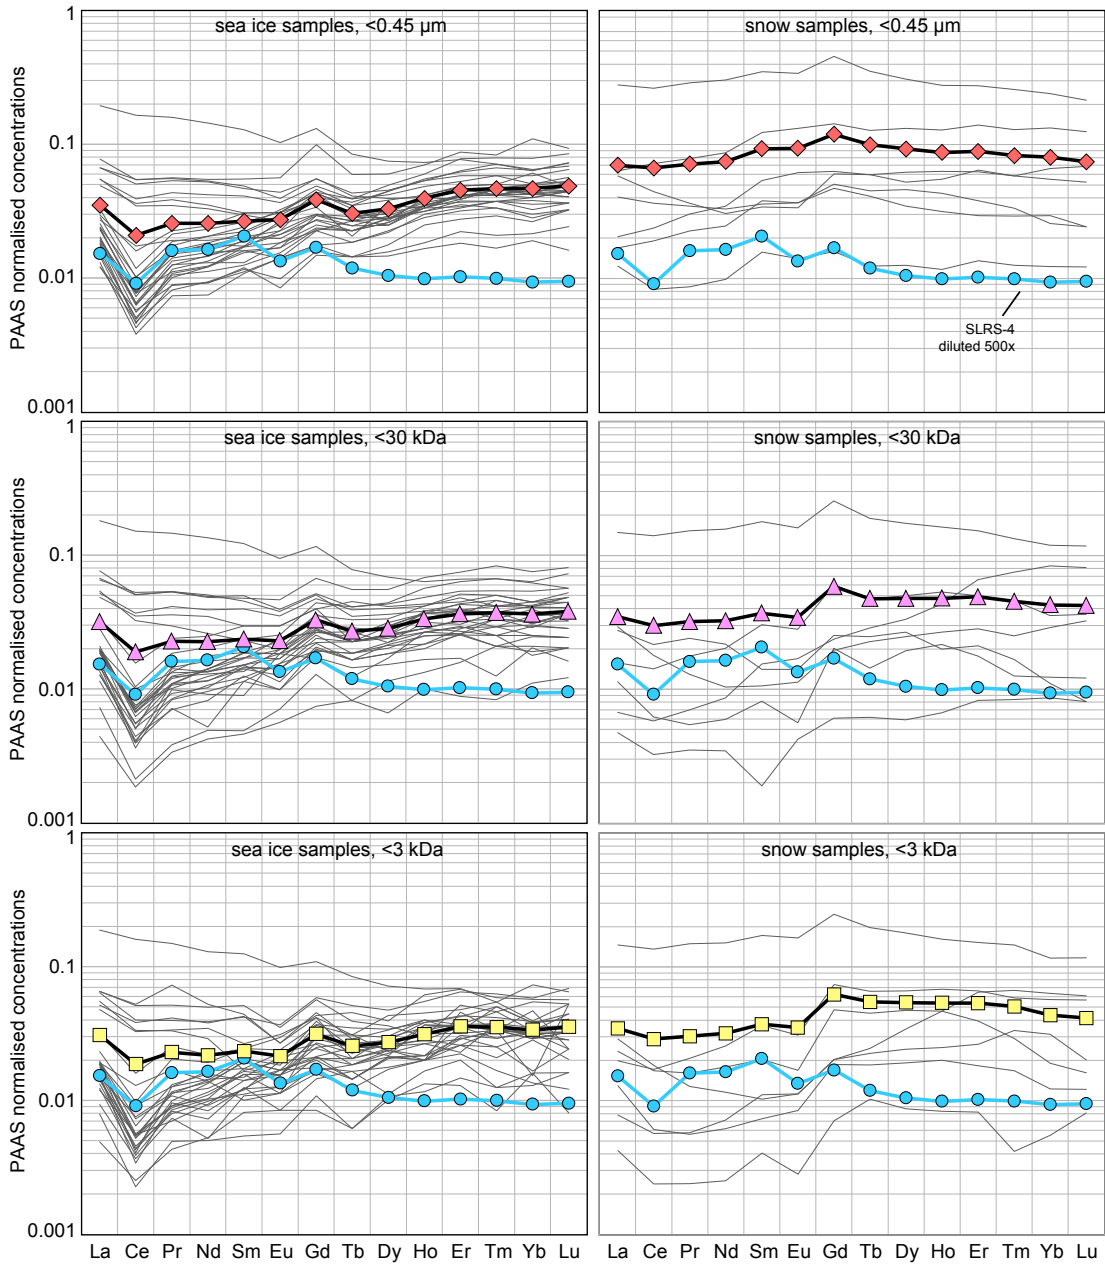 sea ice samples, <0.45 µm
snow samples, <0.45 µm
1
0.1
0.01
0.001
PAAS normalised concentrations
SLRS-4
diluted 500x
sea ice samples, <30 kDa
snow samples, <30 kDa
1
0.1
0.01
0.001
PAAS normalised concentrations
sea ice samples, <3 kDa
snow samples, <3 kDa
1
0.1
0.01
0.001
PAAS normalised concentrations
La Ce Pr Nd Sm Eu Gd Tb Dy Ho Er Tm Yb Lu
La Ce Pr Nd Sm Eu Gd Tb Dy Ho Er Tm Yb Lu